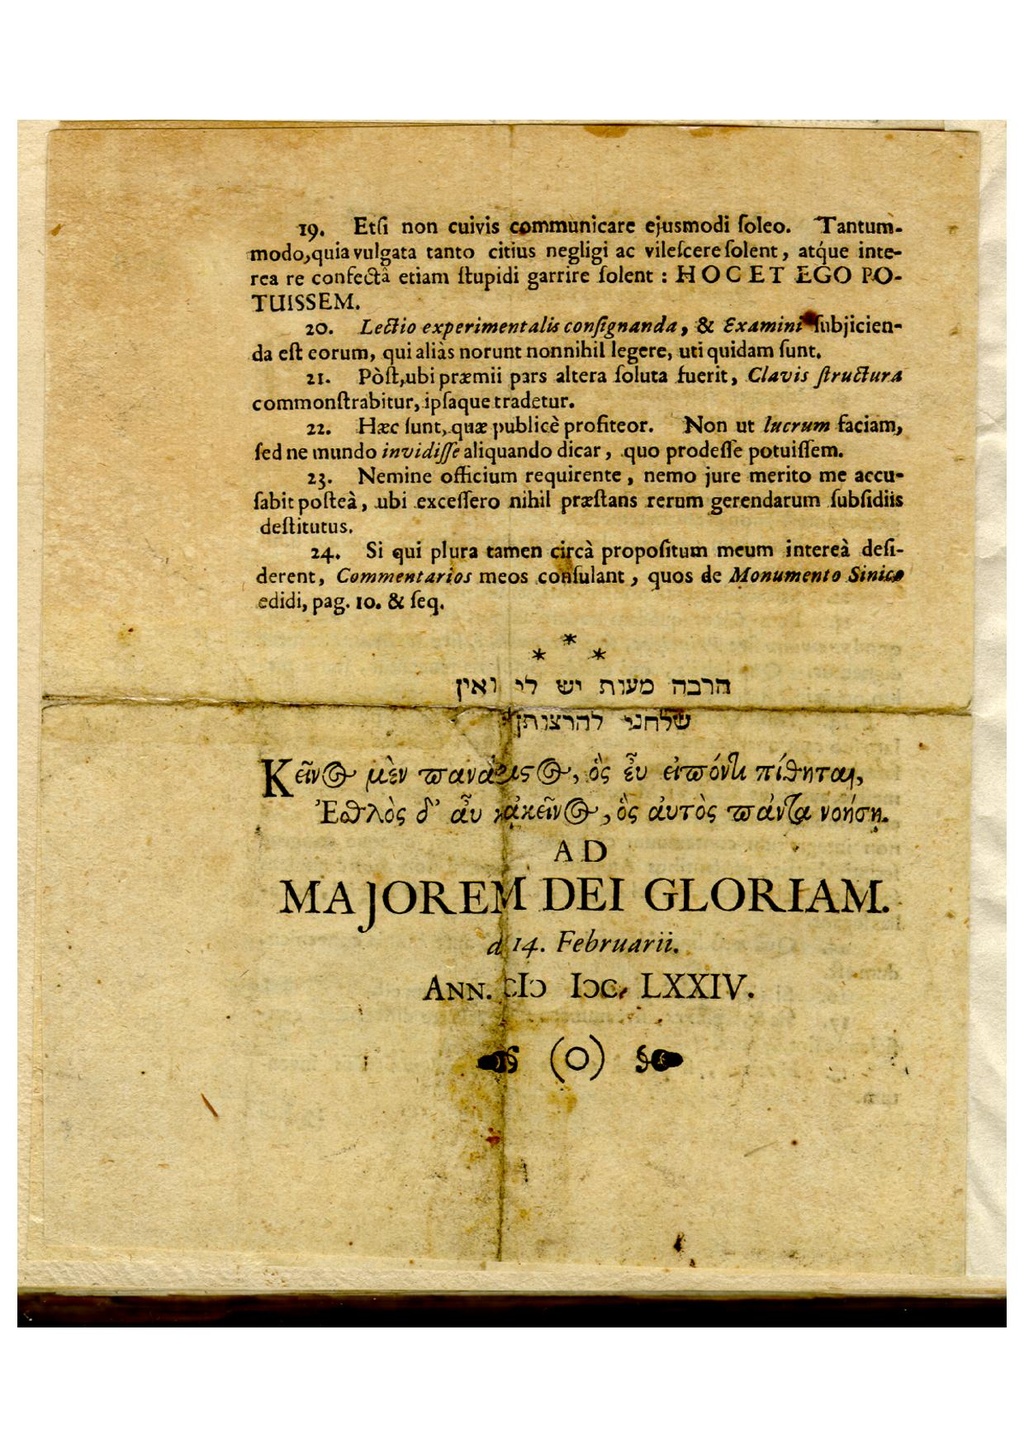 19. Etſi non cuivis communicare ejusmodi ſoleo. Tantum-
modo, quia vulgata tanto citius negligi ac vileſcere ſolent, atq́ue inte-
rea re confectâ etiam ſtupidi garrire ſolent : HOC ET EGO PO-
TUISSEM.
20. Lectio experimentalis conſignanda, & Examini ſubjicien-
da eſt eorum, qui aliàs norunt nonnihil legere, uti quidam ſunt.
21. Pòſt, ubi præmii pars altera ſoluta fuerit, Clavis ſtructura
commonſtrabitur, ipſaque tradetur.
22. Hæc ſunt, quæ publicè profiteor. Non ut lucrum faciam,
ſed ne mundo invidiſſe aliquando dicar, quo prodeſſe potuiſſem.
23. Nemine officium requirente, nemo jure merito me accu-
ſabit poſteà, ubi exceſſero nihil præſtans rerum gerendarum ſubſidiis
deſtitutus.
24. Si qui plura tamen circà propoſitum meum intereà deſi-
derent, Commentarios meos conſulant, quos de Monumento Sinico
edidi, pag. 10. & ſeq.
* * *
הרבה מעות יש לי ואין
שלחני להרצותן
Κεῖν@ μὲν πανάριστ@, ὃς εὖ εἰπόντι πίθηται,
Ἐσθλὸς δ' αὖ κἀκεῖν@, ὃς αὐτὸς πάντα νοήσῃ.
AD
MAJOREM DEI GLORIAM.
d. 14. Februarii.
ANN. cIɔ Iɔc, LXXIV.
§ (O) §